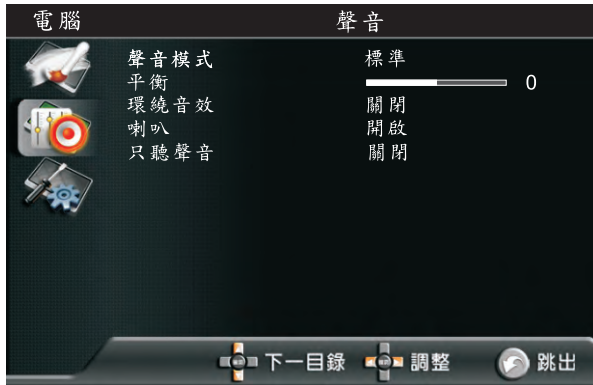 電腦 聲音
聲音模式 標準
平衡 0
環繞音效 關閉
喇叭 開啟
只聽聲音 關閉
下一目錄 調整 跳出